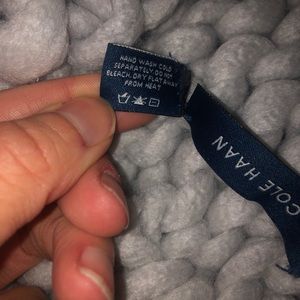 HAND WASH COLD
SEPARATELY. DO NOT
BLEACH. DRY FLAT AWAY
FROM HEAT
COLE HAAN